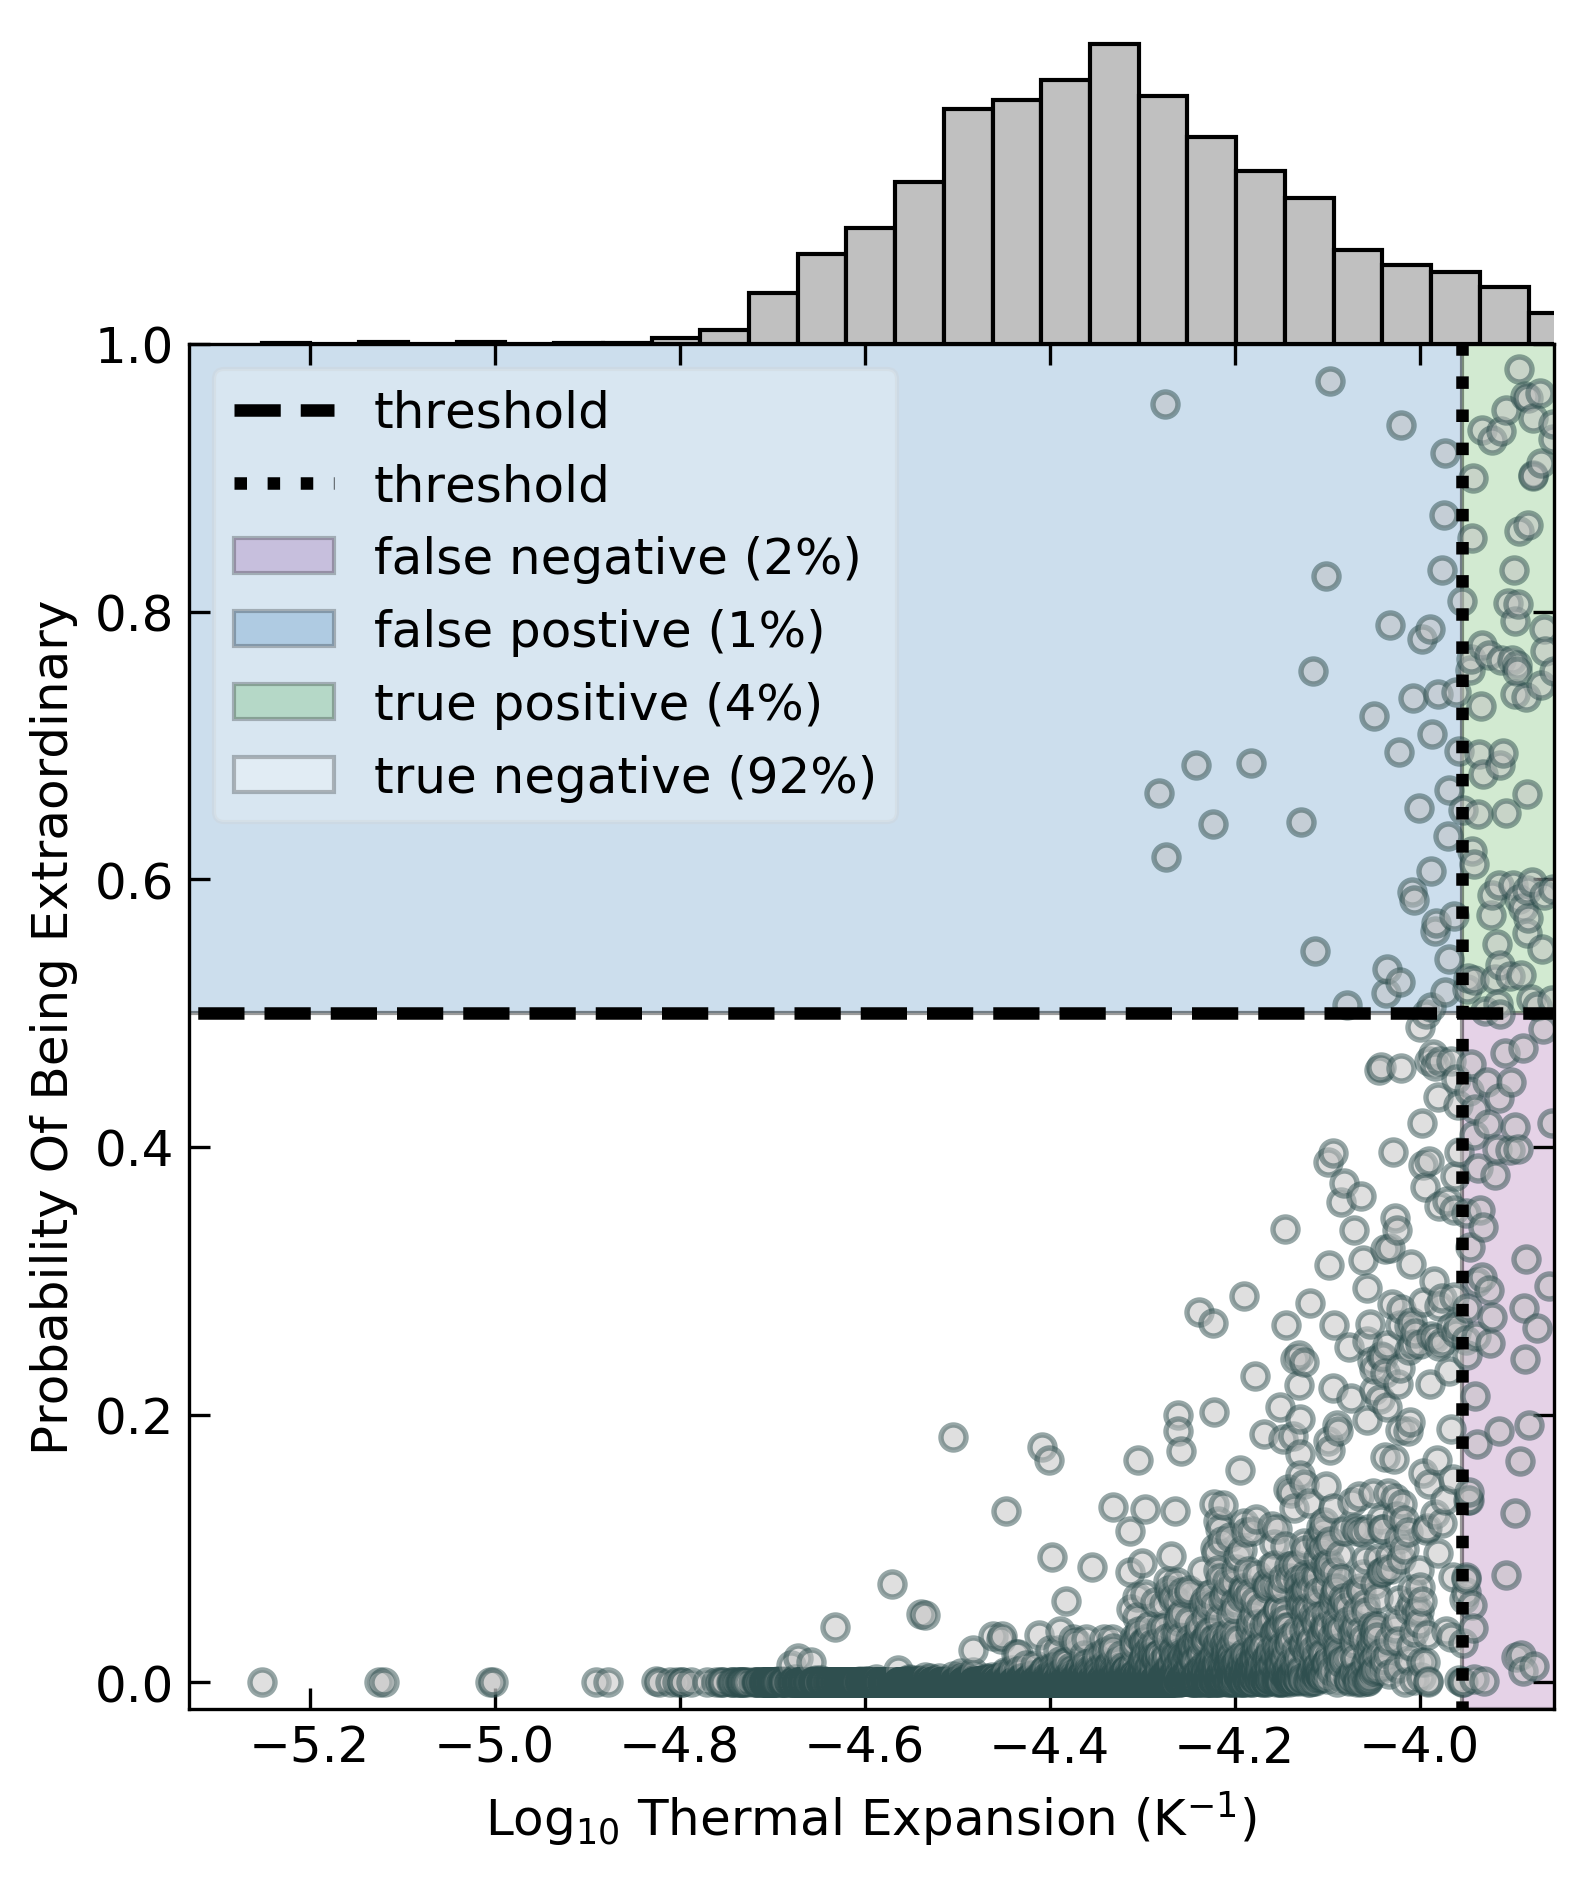 1.0
0.8
0.6
0.4
0.2
0.0
Probability Of Being Extraordinary
threshold
threshold
false negative (2%)
false postive (1%)
true positive (4%)
true negative (92%)
−5.2 −5.0 −4.8 −4.6 −4.4 −4.2 −4.0
Log₁₀ Thermal Expansion (K⁻¹)